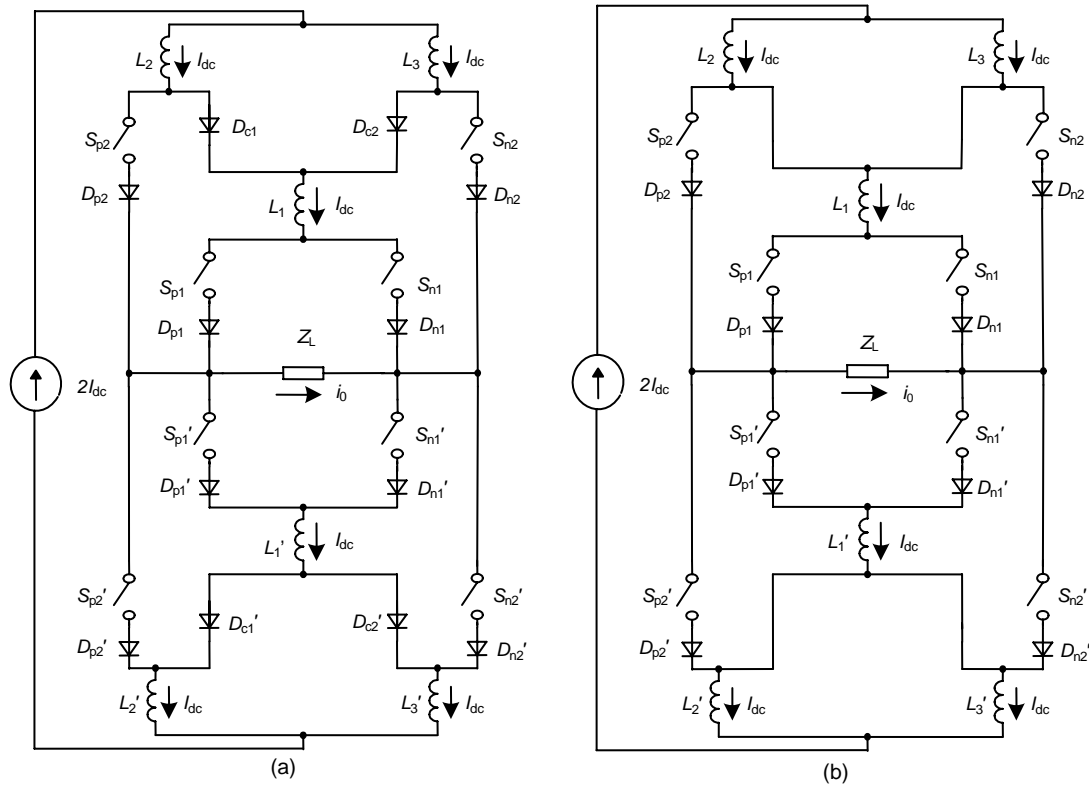 L2 Idc L3 Idc
Sp2 Dc1 Dc2 Sn2
Dp2 L1 Idc Dn2
Sp1 Sn1
Dp1 Dn1
ZL
2Idc i0
Sp1′ Sn1′
Dp1′ Dn1′
L1’ Idc
Sp2′ Dc1′ Dc2′ Sn2′
Dp2′ Dn2′
L2′ Idc L3′ Idc
(a)
L2 Idc L3 Idc
Sp2 Sn2
Dp2 L1 Idc Dn2
Sp1 Sn1
Dp1 Dn1
ZL
2Idc i0
Sp1′ Sn1′
Dp1′ Dn1′
L1′ Idc
Sp2′ Sn2′
Dp2′ Dn2′
L2′ Idc L3′ Idc
(b)